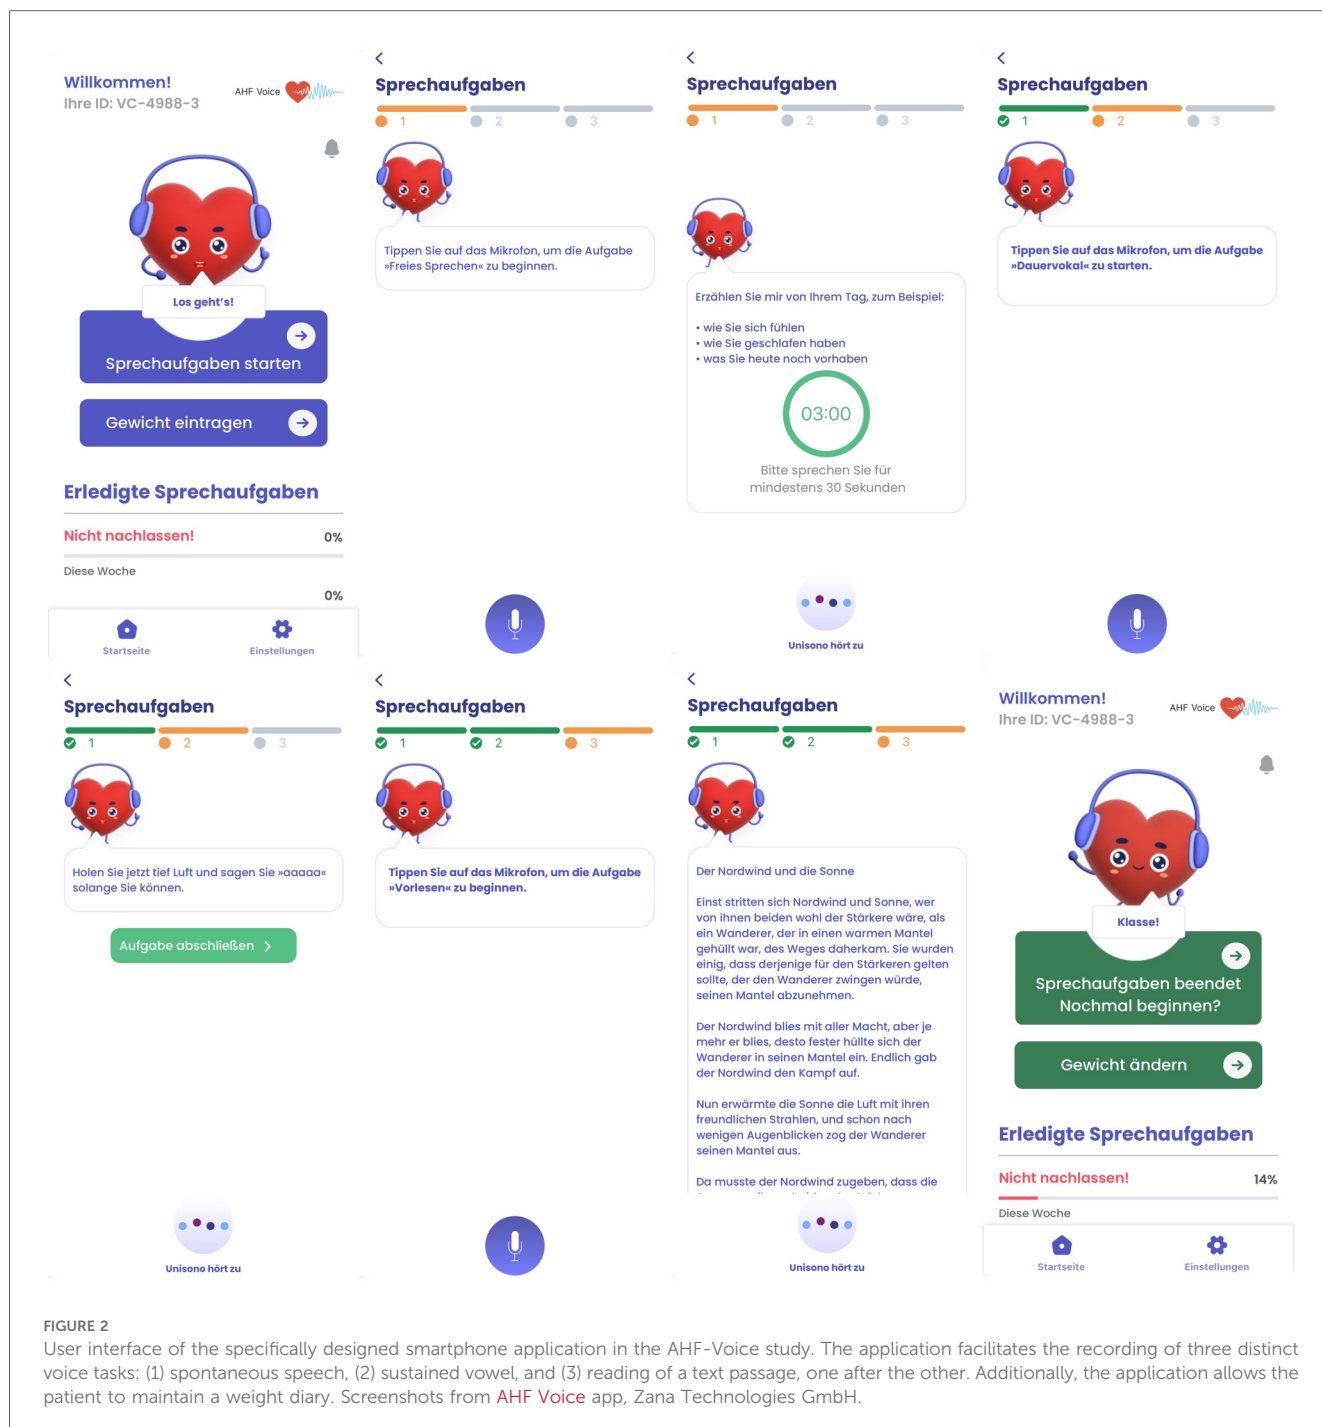 Willkommen!
Ihre ID: VC-4988-3
AHF Voice
Los geht's!
Sprechaufgaben starten
Gewicht eintragen
Erledigte Sprechaufgaben
Nicht nachlassen!
0%
Diese Woche
0%
Startseite
Einstellungen
Sprechaufgaben
1
2
3
Tippen Sie auf das Mikrofon, um die Aufgabe
»Freies Sprechen« zu beginnen.
Sprechaufgaben
1
2
3
Erzählen Sie mir von Ihrem Tag, zum Beispiel:
• wie Sie sich fühlen
• wie Sie geschlafen haben
• was Sie heute noch vorhaben
03:00
Bitte sprechen Sie für
mindestens 30 Sekunden
Unisono hört zu
Sprechaufgaben
1
2
3
Tippen Sie auf das Mikrofon, um die Aufgabe
»Dauervokal« zu starten.
Sprechaufgaben
1
2
3
Holen Sie jetzt tief Luft und sagen Sie »aaaaa«
solange Sie können.
Aufgabe abschließen
Unisono hört zu
Sprechaufgaben
1
2
3
Tippen Sie auf das Mikrofon, um die Aufgabe
»Vorlesen« zu beginnen.
Sprechaufgaben
1
2
3
Der Nordwind und die Sonne
Einst stritten sich Nordwind und Sonne, wer
von ihnen beiden wohl der Stärkere wäre, als
ein Wanderer, der in einen warmen Mantel
gehüllt war, des Weges daherkam. Sie wurden
einig, dass derjenige für den Stärkeren gelten
sollte, der den Wanderer zwingen würde,
seinen Mantel abzunehmen.
Der Nordwind blies mit aller Macht, aber je
mehr er blies, desto fester hüllte sich der
Wanderer in seinen Mantel ein. Endlich gab
der Nordwind den Kampf auf.
Nun erwärmte die Sonne die Luft mit ihren
freundlichen Strahlen, und schon nach
wenigen Augenblicken zog der Wanderer
seinen Mantel aus.
Da musste der Nordwind zugeben, dass die
Unisono hört zu
Willkommen!
Ihre ID: VC-4988-3
AHF Voice
Klasse!
Sprechaufgaben beendet
Nochmal beginnen?
Gewicht ändern
Erledigte Sprechaufgaben
Nicht nachlassen!
14%
Diese Woche
Startseite
Einstellungen
FIGURE 2
User interface of the specifically designed smartphone application in the AHF-Voice study. The application facilitates the recording of three distinct
voice tasks: (1) spontaneous speech, (2) sustained vowel, and (3) reading of a text passage, one after the other. Additionally, the application allows the
patient to maintain a weight diary. Screenshots from AHF Voice app, Zana Technologies GmbH.